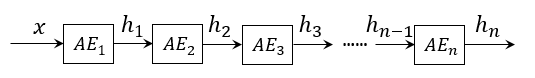 x h₁ h₂ h₃ hₙ₋₁ hₙ
AE₁ AE₂ AE₃ ...... AEₙ